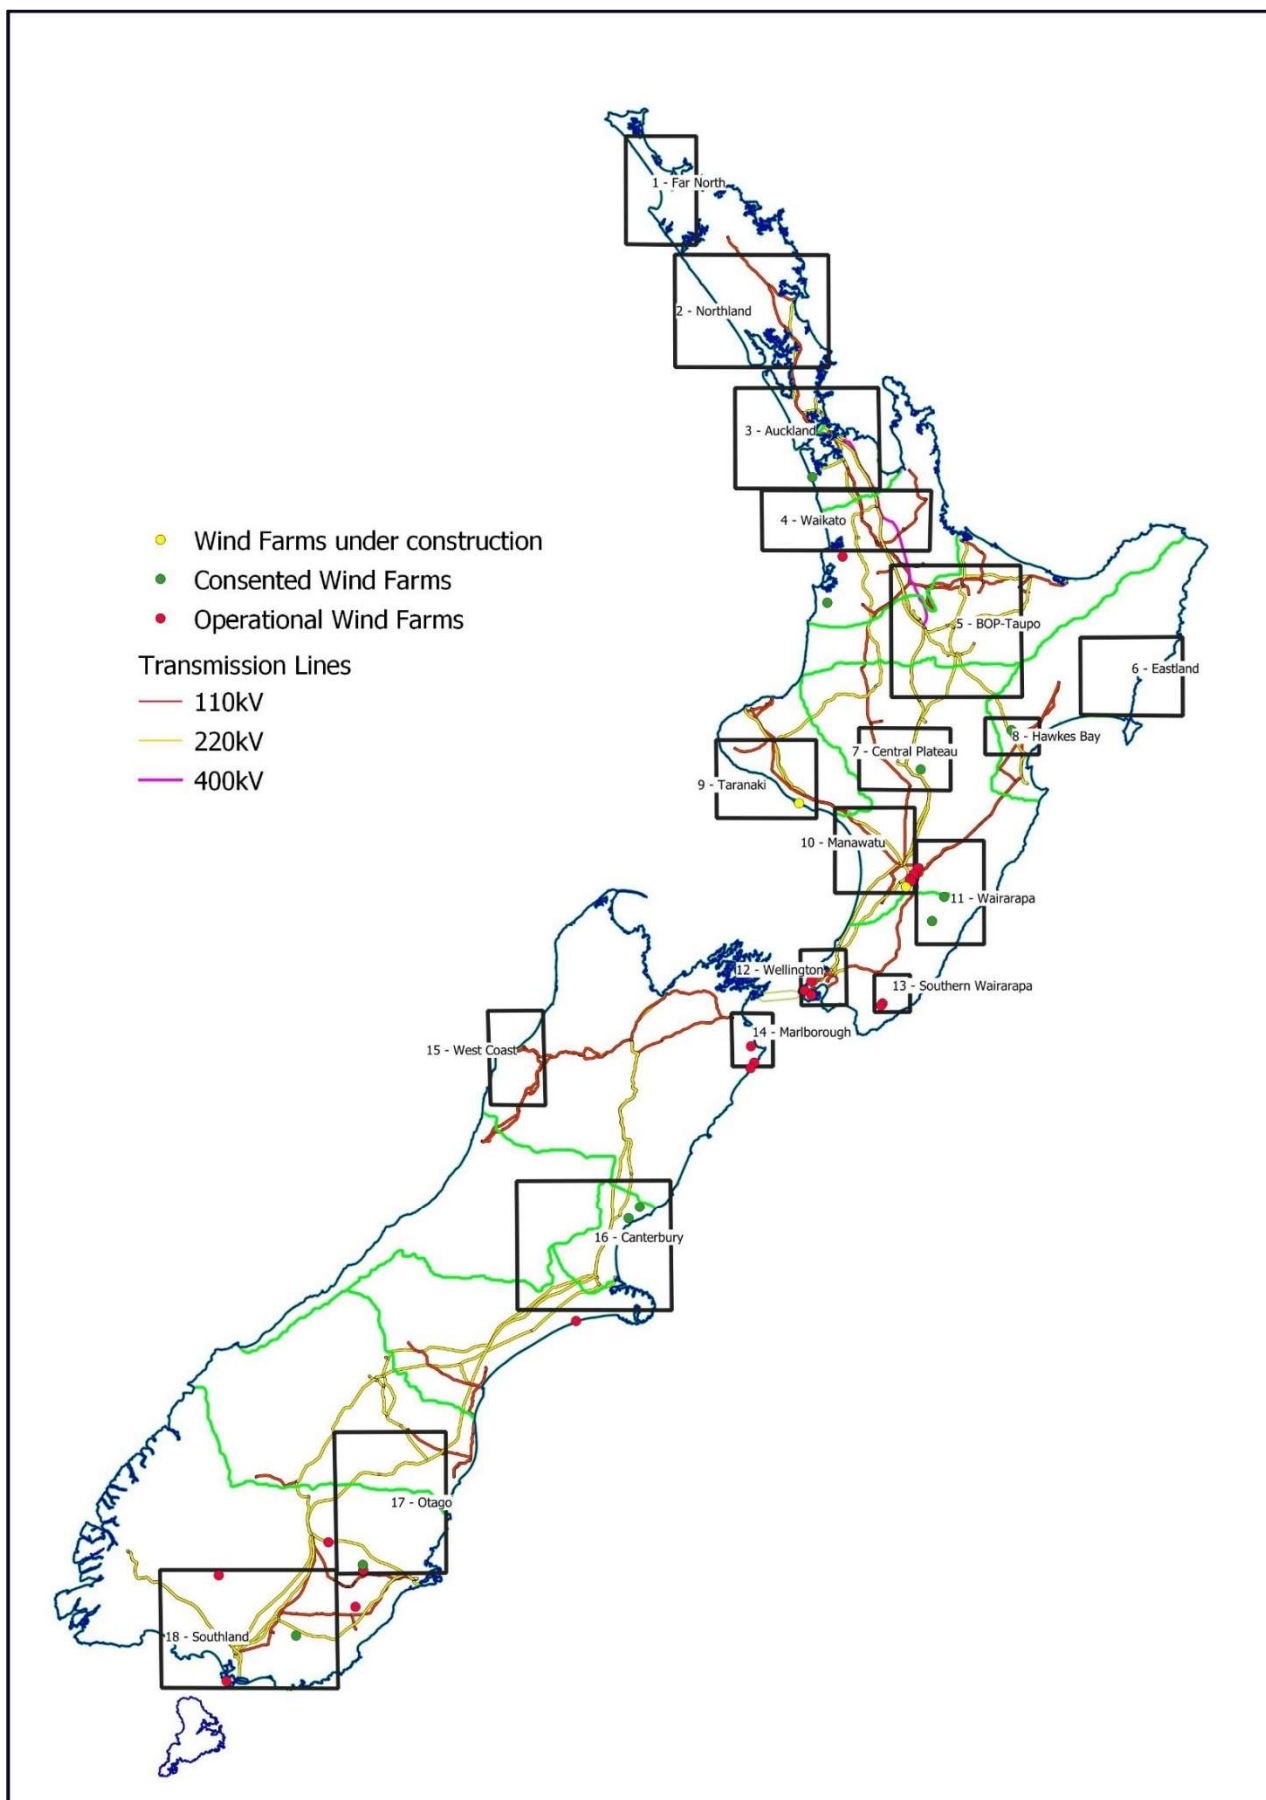 1 - Far North
2 - Northland
3 - Auckland
4 - Waikato
Wind Farms under construction
Consented Wind Farms
Operational Wind Farms
Transmission Lines
110kV
220kV
400kV
5 - BOP-Taupo
6 - Eastland
7 - Central Plateau
8 - Hawkes Bay
9 - Taranaki
10 - Manawatu
11 - Wairarapa
12 - Wellington
13 - Southern Wairarapa
14 - Marlborough
15 - West Coast
16 - Canterbury
17 - Otago
18 - Southland